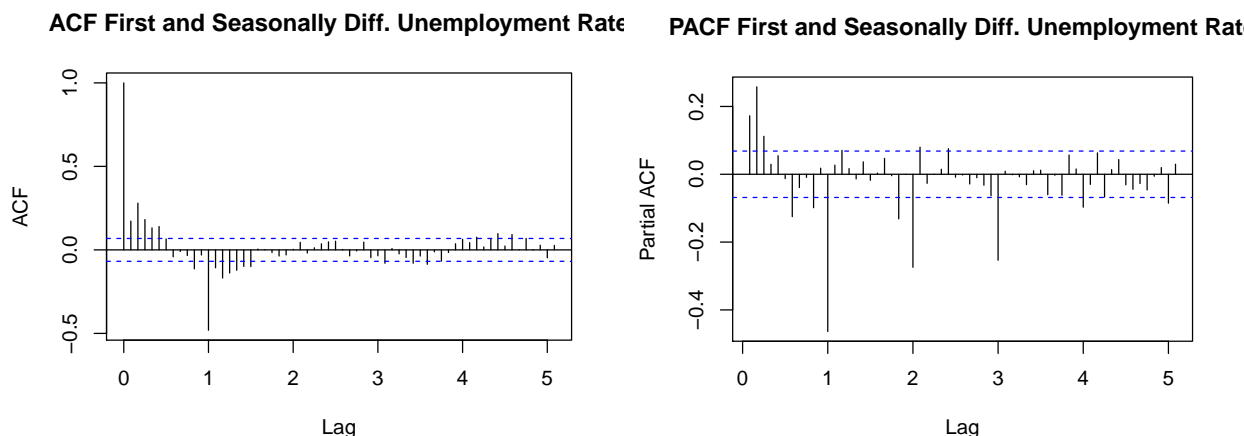 ACF First and Seasonally Diff. Unemployment Rate
ACF
1.0
0.5
0.0
−0.5
0 1 2 3 4 5
Lag
PACF First and Seasonally Diff. Unemployment Rat
Partial ACF
0.2
0.0
−0.2
−0.4
0 1 2 3 4 5
Lag